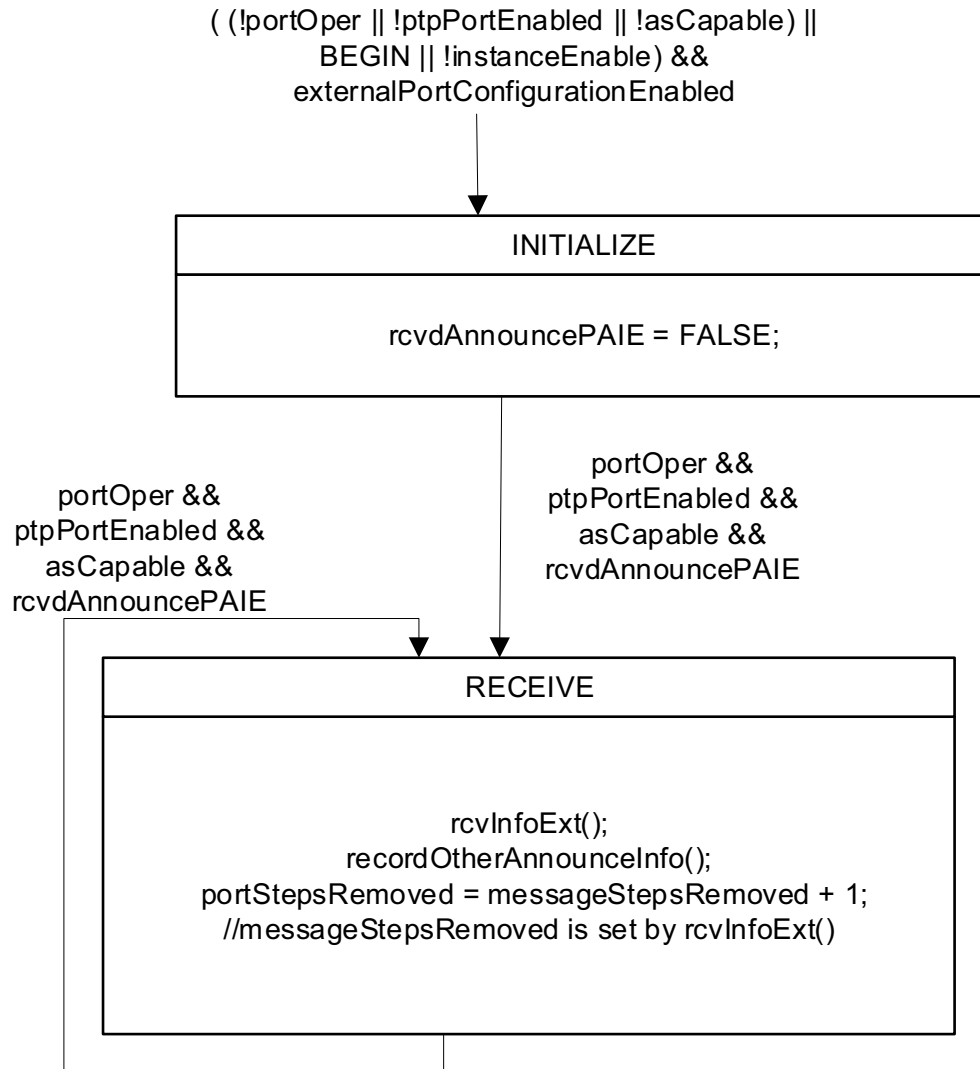 ( (!portOper || !ptpPortEnabled || !asCapable) ||
BEGIN || !instanceEnable) &&
externalPortConfigurationEnabled
INITIALIZE
rcvdAnnouncePAIE = FALSE;
portOper &&
ptpPortEnabled &&
asCapable &&
rcvdAnnouncePAIE
portOper &&
ptpPortEnabled &&
asCapable &&
rcvdAnnouncePAIE
RECEIVE
rcvInfoExt();
recordOtherAnnounceInfo();
portStepsRemoved = messageStepsRemoved + 1;
//messageStepsRemoved is set by rcvInfoExt()